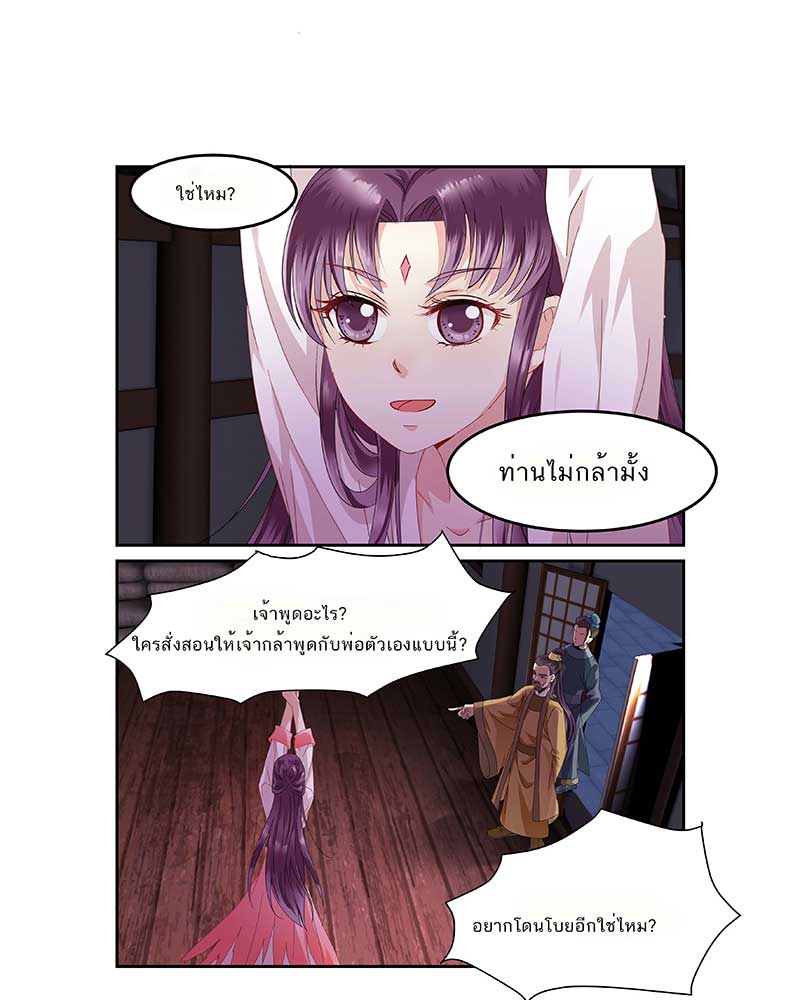 ใช่ไหม?
ท่านไม่กล้ามั้ง
เจ้าพูดอะไร?
ใครสั่งสอนให้เจ้ากล้าพูดกับพ่อตัวเองแบบนี้?
อยากโดนโบยอีกใช่ไหม?